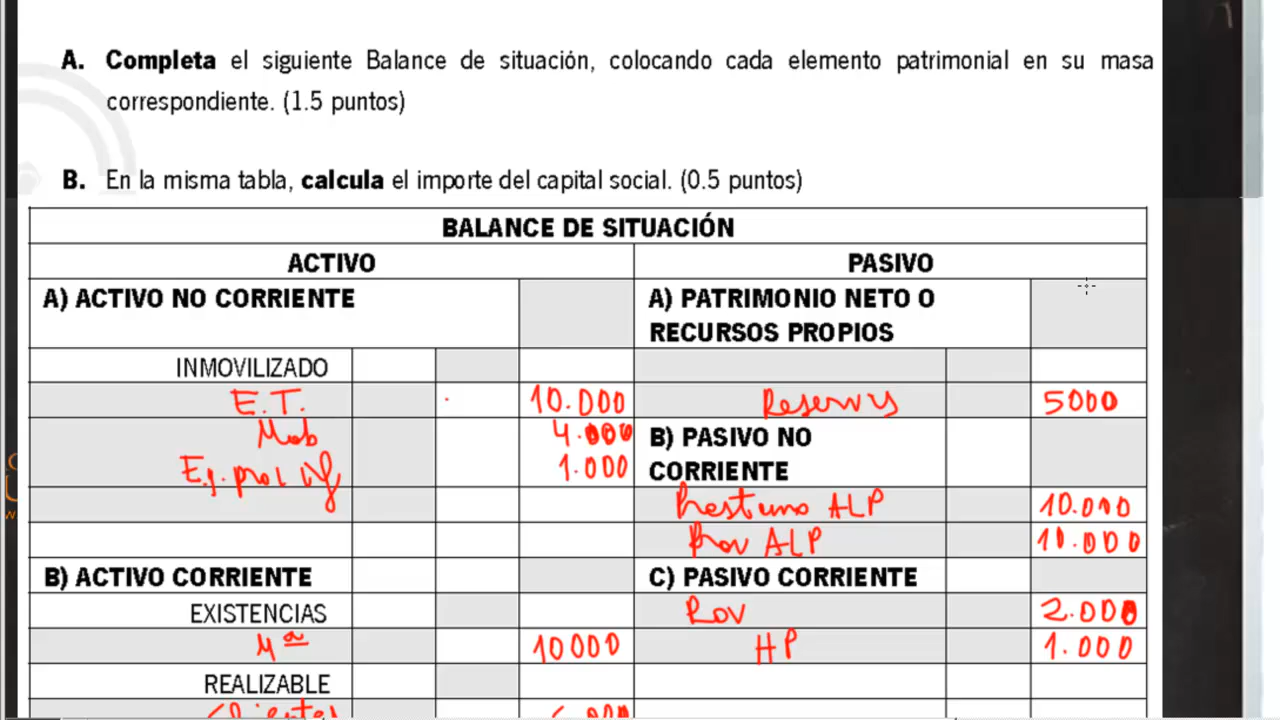 A. Completa el siguiente Balance de situación, colocando cada elemento patrimonial en su masa
correspondiente. (1.5 puntos)
B. En la misma tabla, calcula el importe del capital social. (0.5 puntos)
BALANCE DE SITUACIÓN
ACTIVO PASIVO
A) ACTIVO NO CORRIENTE A) PATRIMONIO NETO O
RECURSOS PROPIOS
INMOVILIZADO
E.T. 10.000 Reservas 5000
Mob 4.000 B) PASIVO NO
CORRIENTE
1.000
Prestamo ALP 10.000
Prov ALP 10.000
B) ACTIVO CORRIENTE C) PASIVO CORRIENTE
EXISTENCIAS Prov 2.000
Mª 10000 HP 1.000
REALIZABLE
Clientes